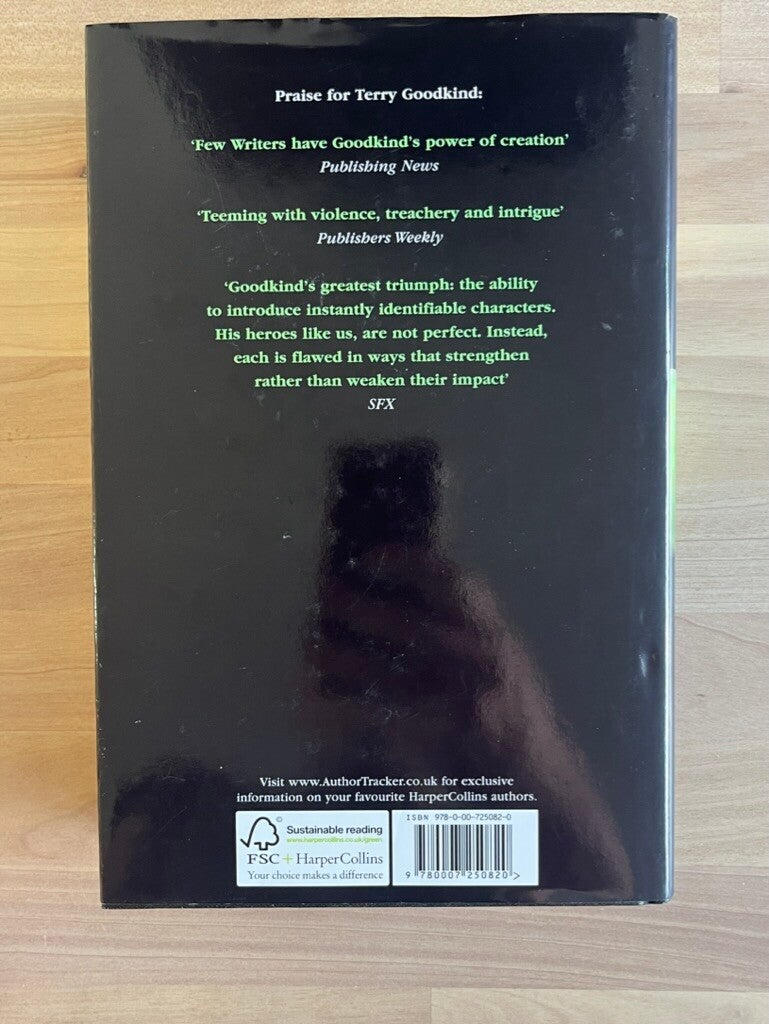 Praise for Terry Goodkind:
‘Few Writers have Goodkind’s power of creation’
Publishing News
‘Teeming with violence, treachery and intrigue’
Publishers Weekly
‘Goodkind’s greatest triumph: the ability
to introduce instantly identifiable characters.
His heroes like us, are not perfect. Instead,
each is flawed in ways that strengthen
rather than weaken their impact’
SFX
Visit www.AuthorTracker.co.uk for exclusive
information on your favourite HarperCollins authors.
©
Sustainable reading
www.harpercollins.co.uk/green
FSC + HarperCollins
Your choice makes a difference
ISBN 978-0-00-725082-0
9 780007 250820 >